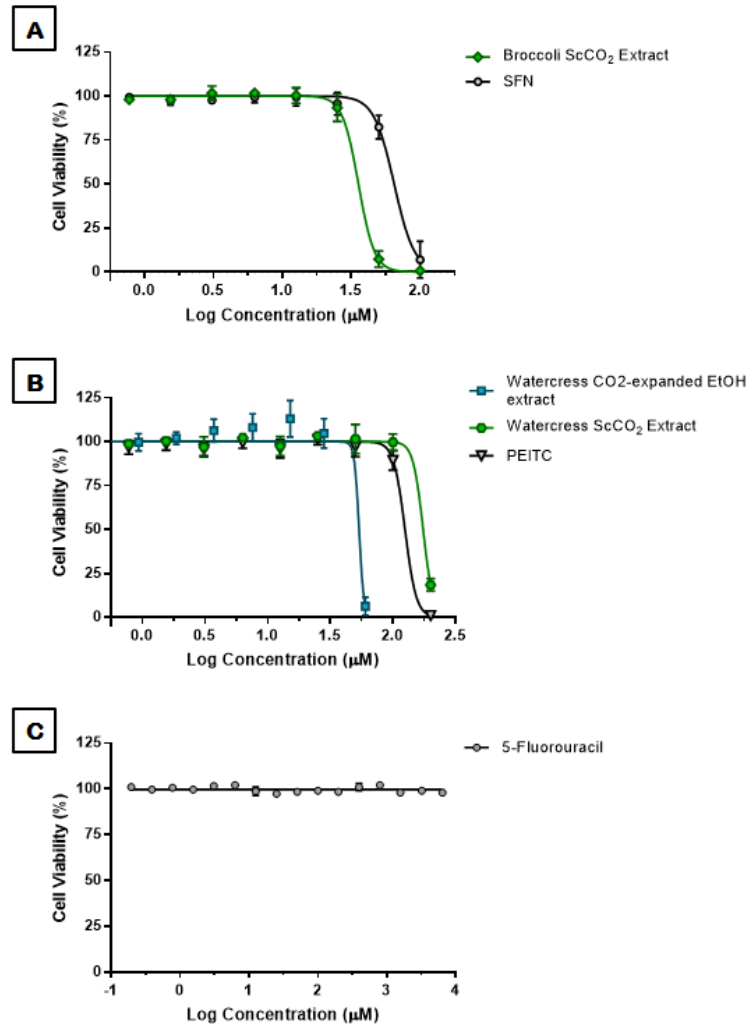 A
125
100
75
50
25
0
Cell Viability (%)
0.0 0.5 1.0 1.5 2.0
Log Concentration (µM)
Broccoli ScCO₂ Extract
SFN
B
125
100
75
50
25
0
Cell Viability (%)
0.0 0.5 1.0 1.5 2.0 2.5
Log Concentration (µM)
Watercress CO2-expanded EtOH
extract
Watercress ScCO₂ Extract
PEITC
C
125
100
75
50
25
0
Cell Viability (%)
-1 0 1 2 3 4
Log Concentration (µM)
5-Fluorouracil